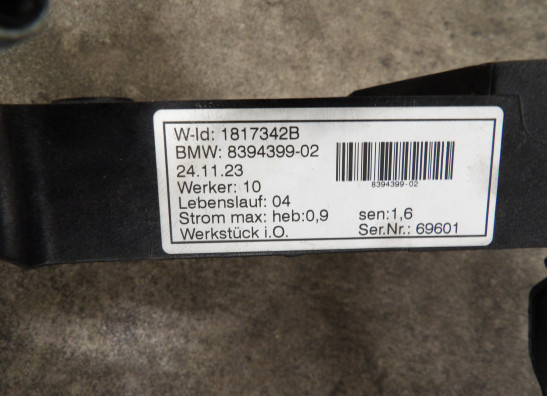 W-Id: 1817342B
BMW: 8394399-02
24.11.23
8394399-02
Werker: 10
Lebenslauf: 04
Strom max: heb:0,9 sen:1,6
Werkstück i.O. Ser.Nr.: 69601